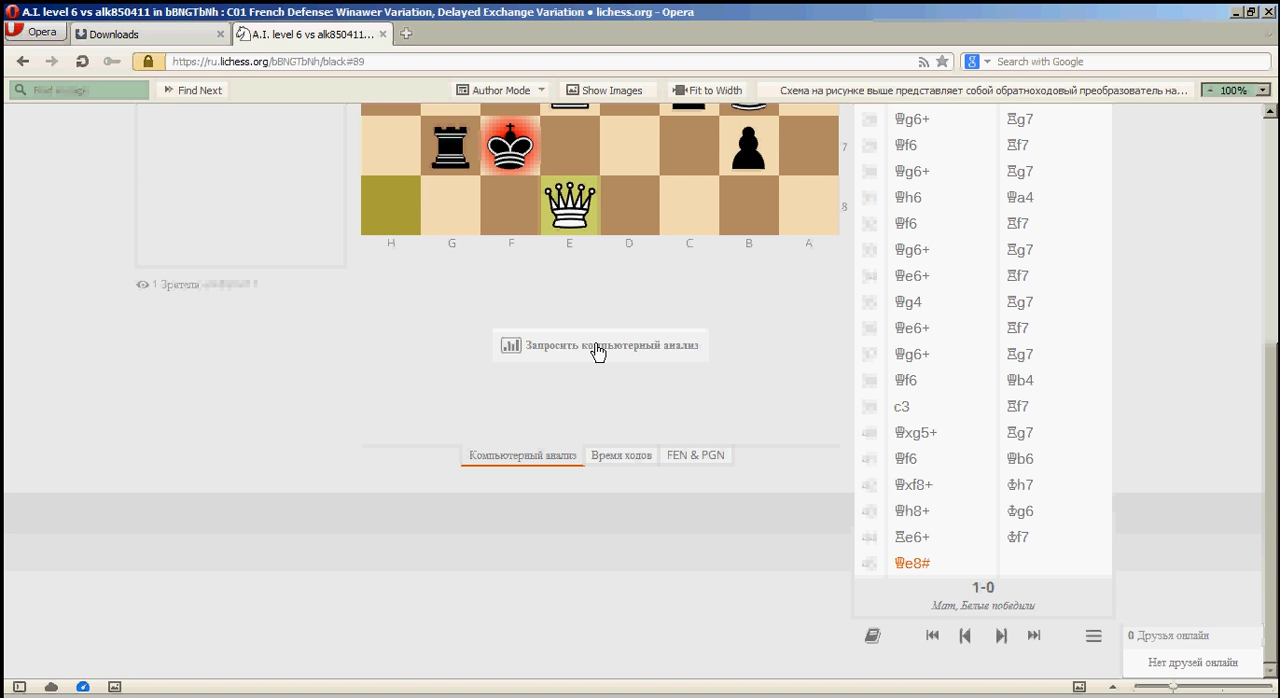 A.I. level 6 vs alk850411 in bBNGTbNh : C01 French Defense: Winawer Variation, Delayed Exchange Variation ● lichess.org - Opera
Opera
Downloads
A.I. level 6 vs alk850411...
https://ru.lichess.org/bBNGTbNh/black#89
Search with Google
Find Next
Author Mode
Show Images
Fit to Width
Схема на рисунке выше представляет собой обратноходовый преобразователь на...
100%
♕g6+ ♖g7
7
♕f6 ♖f7
♕g6+ ♖g7
♕h6 ♕a4
8
♕f6 ♖f7
H G F E D C B A
♕g6+ ♖g7
♕e6+ ♖f7
1 Зрители
♕g4 ♖g7
♕e6+ ♖f7
Запросить компьютерный анализ
♕g6+ ♖g7
♕f6 ♕b4
c3 ♖f7
♕xg5+ ♖g7
Компьютерный анализ
Время ходов
FEN & PGN
♕f6 ♕b6
♕xf8+ ♔h7
♕h8+ ♔g6
♖e6+ ♔f7
♕e8#
1-0
Мат, Белые победили
0 Друзья онлайн
Нет друзей онлайн